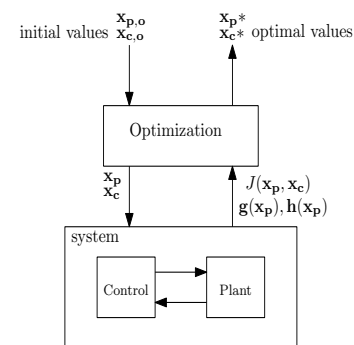 initial values x_p,o x_c,o
x_p* x_c* optimal values
Optimization
x_p
x_c
J(x_p, x_c)
g(x_p), h(x_p)
system
Control
Plant